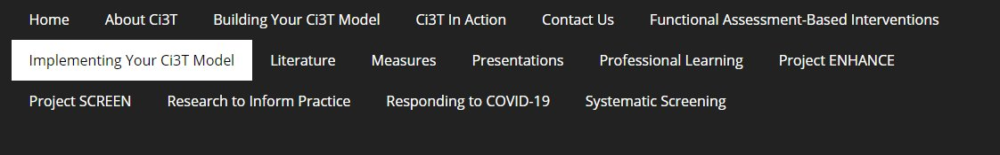 Home About Ci3T Building Your Ci3T Model Ci3T In Action Contact Us Functional Assessment-Based Interventions
Implementing Your Ci3T Model Literature Measures Presentations Professional Learning Project ENHANCE
Project SCREEN Research to Inform Practice Responding to COVID-19 Systematic Screening